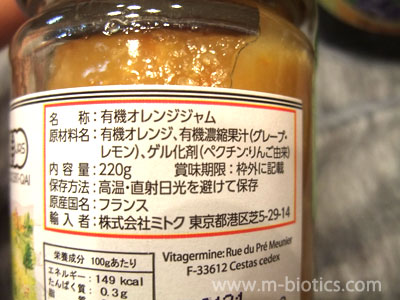 JAS
名　　称：有機オレンジジャム
原材料名：有機オレンジ、有機濃縮果汁（グレープ・
レモン）、ゲル化剤（ペクチン：りんご由来）
内 容 量：220g　　賞味期限：枠外に記載
保存方法：高温・直射日光を避けて保存
原産国名：フランス
輸 入 者：株式会社ミトク 東京都港区芝5-29-14
栄養成分 100gあたり
エネルギー：149 kcal
たんぱく質：0.3 g
Vitagermine: Rue du Pré Meunier
F-33612 Cestas cedex
www.m-biotics.com